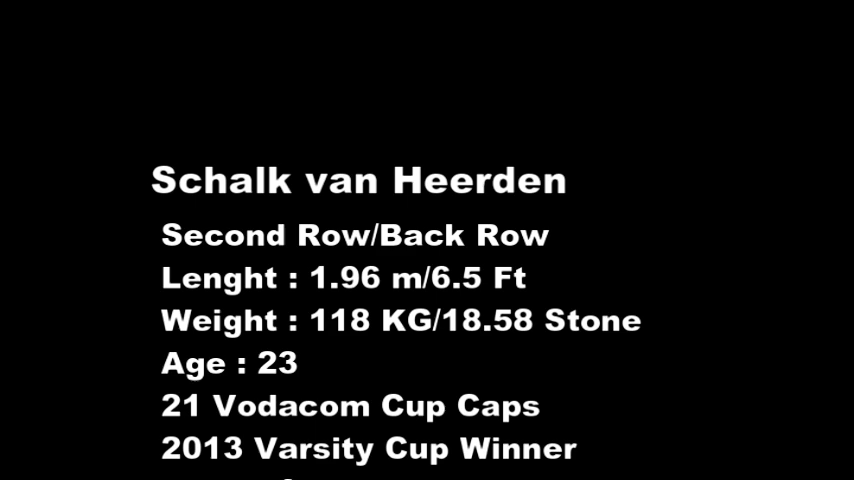 Schalk van Heerden
Second Row/Back Row
Lenght : 1.96 m/6.5 Ft
Weight : 118 KG/18.58 Stone
Age : 23
21 Vodacom Cup Caps
2013 Varsity Cup Winner